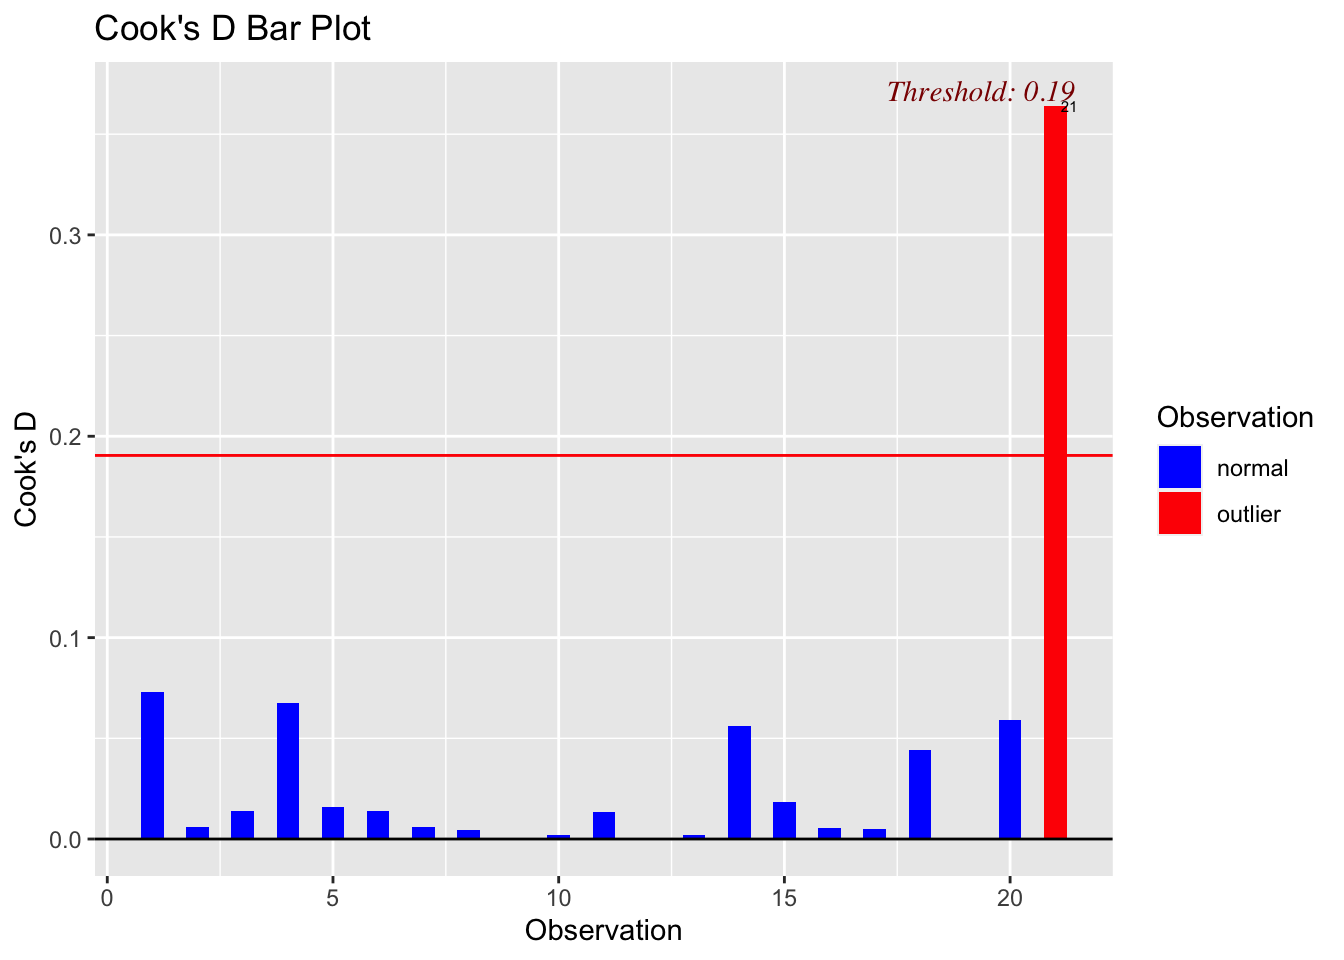 Cook's D Bar Plot
Threshold: 0.19
21
0.3
0.2
0.1
0.0
Cook's D
0 5 10 15 20
Observation
Observation
normal
outlier